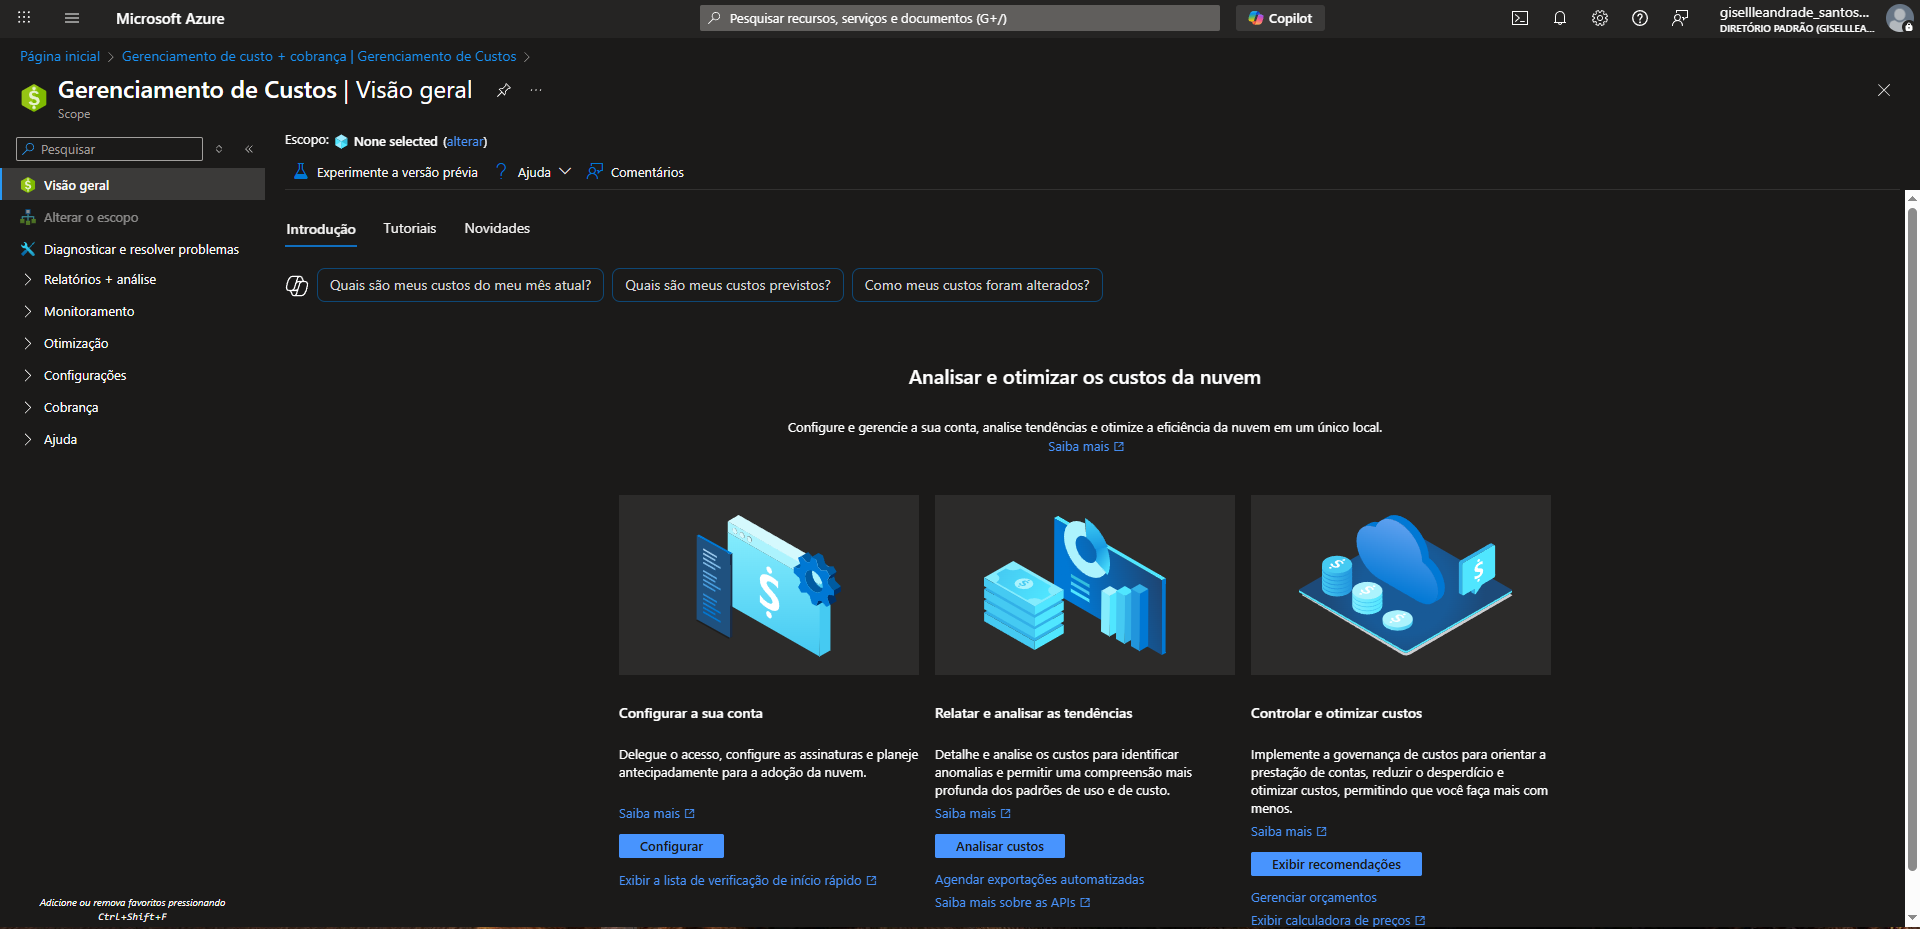 Microsoft Azure
Pesquisar recursos, serviços e documentos (G+/)
Copilot
gisellleandrade_santos...
DIRETÓRIO PADRÃO (GISELLLEA...
Página inicial > Gerenciamento de custo + cobrança | Gerenciamento de Custos >
Gerenciamento de Custos | Visão geral
...
Scope
Pesquisar
Visão geral
Alterar o escopo
Diagnosticar e resolver problemas
Relatórios + análise
Monitoramento
Otimização
Configurações
Cobrança
Ajuda
Adicione ou remova favoritos pressionando
Ctrl+Shift+F
Escopo: None selected (alterar)
Experimente a versão prévia
Ajuda
Comentários
Introdução
Tutoriais
Novidades
Quais são meus custos do meu mês atual?
Quais são meus custos previstos?
Como meus custos foram alterados?
Analisar e otimizar os custos da nuvem
Configure e gerencie a sua conta, analise tendências e otimize a eficiência da nuvem em um único local.
Saiba mais
Configurar a sua conta
Delegue o acesso, configure as assinaturas e planeje
antecipadamente para a adoção da nuvem.
Saiba mais
Configurar
Exibir a lista de verificação de início rápido
Relatar e analisar as tendências
Detalhe e analise os custos para identificar
anomalias e permitir uma compreensão mais
profunda dos padrões de uso e de custo.
Saiba mais
Analisar custos
Agendar exportações automatizadas
Saiba mais sobre as APIs
Controlar e otimizar custos
Implemente a governança de custos para orientar a
prestação de contas, reduzir o desperdício e
otimizar custos, permitindo que você faça mais com
menos.
Saiba mais
Exibir recomendações
Gerenciar orçamentos
Exibir calculadora de preços